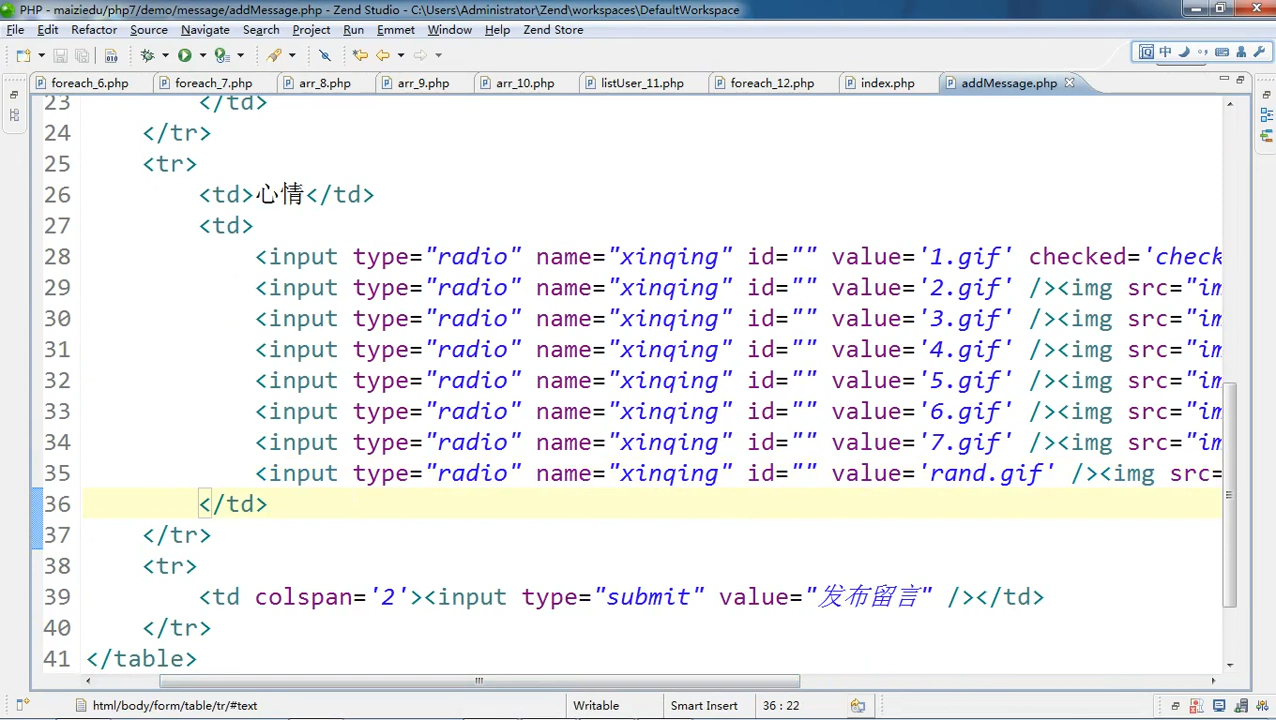 PHP - maiziedu/php7/demo/message/addMessage.php - Zend Studio - C:\Users\Administrator\Zend\workspaces\DefaultWorkspace
File Edit Refactor Source Navigate Search Project Run Emmet Window Help Zend Store
中
foreach_6.php foreach_7.php arr_8.php arr_9.php arr_10.php listUser_11.php foreach_12.php index.php addMessage.php
23 </td>
24 </tr>
25 <tr>
26 <td>心情</td>
27 <td>
28 <input type="radio" name="xinqing" id="" value='1.gif' checked='check
29 <input type="radio" name="xinqing" id="" value='2.gif' /><img src="im
30 <input type="radio" name="xinqing" id="" value='3.gif' /><img src="im
31 <input type="radio" name="xinqing" id="" value='4.gif' /><img src="im
32 <input type="radio" name="xinqing" id="" value='5.gif' /><img src="im
33 <input type="radio" name="xinqing" id="" value='6.gif' /><img src="im
34 <input type="radio" name="xinqing" id="" value='7.gif' /><img src="im
35 <input type="radio" name="xinqing" id="" value='rand.gif' /><img src=
36 </td>
37 </tr>
38 <tr>
39 <td colspan='2'><input type="submit" value="发布留言" /></td>
40 </tr>
41 </table>
html/body/form/table/tr/#text Writable Smart Insert 36 : 22